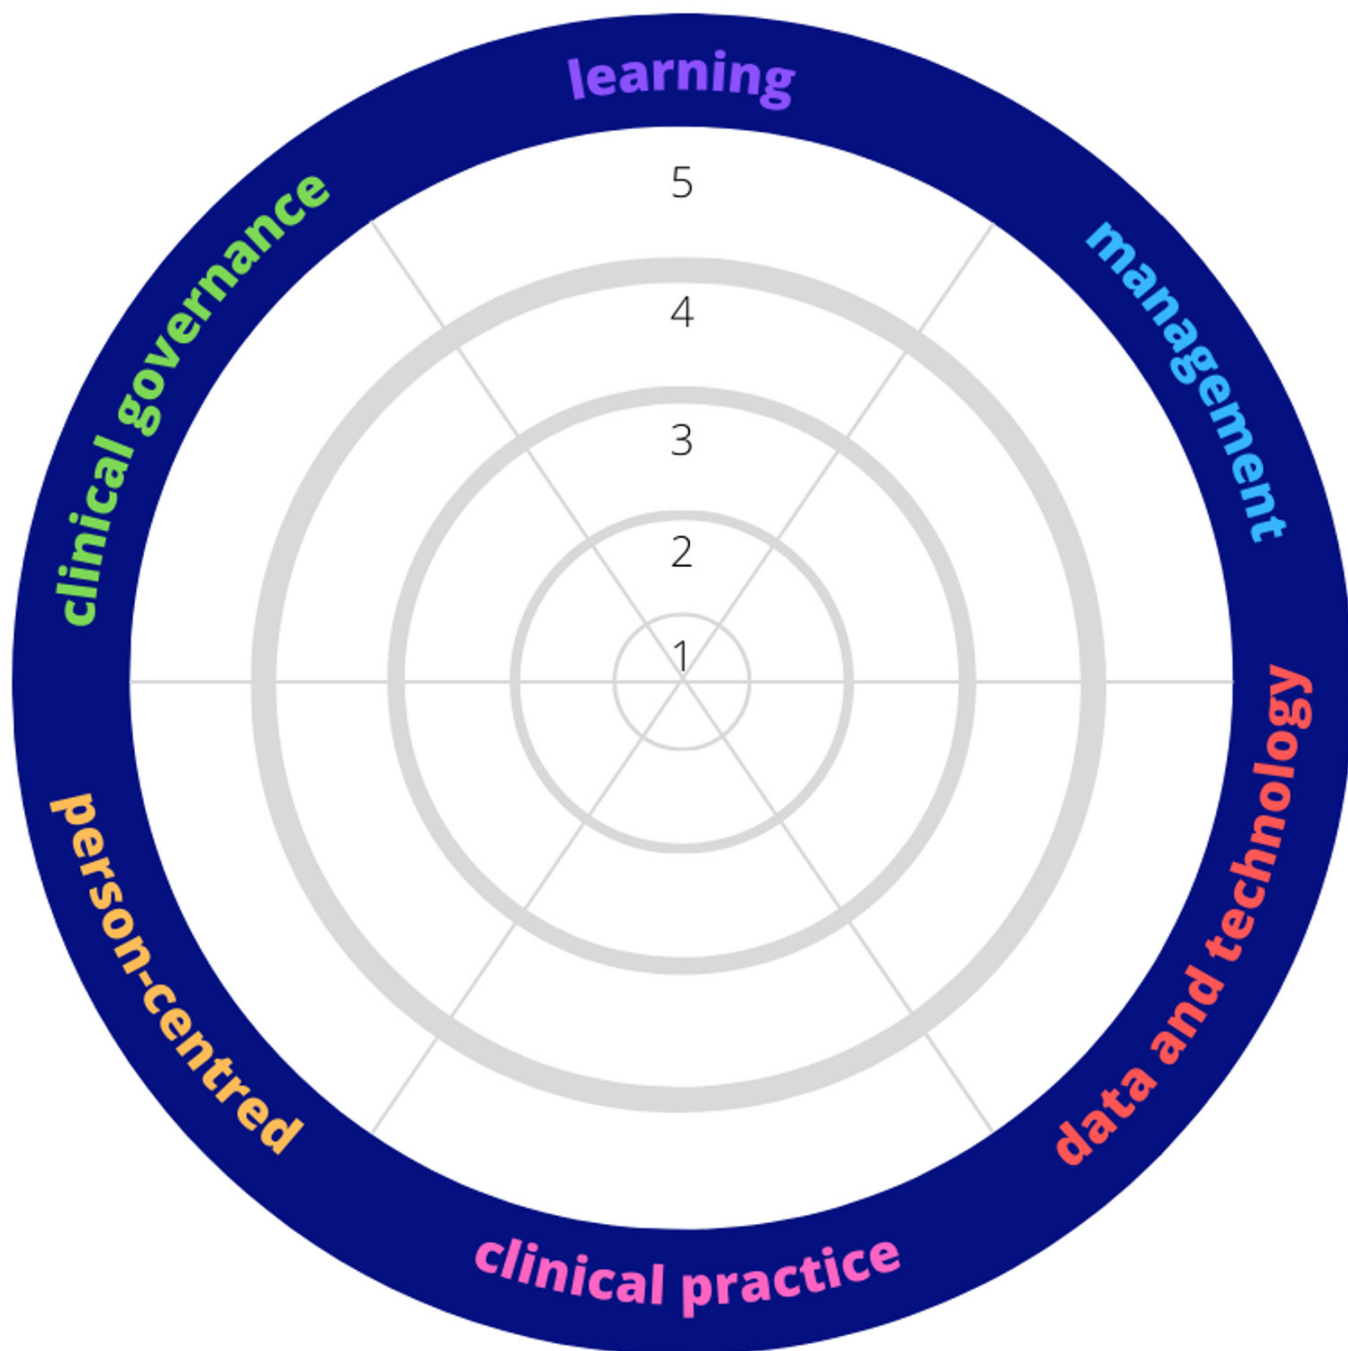 learning
management
data and technology
clinical practice
person-centred
clinical governance
5
4
3
2
1